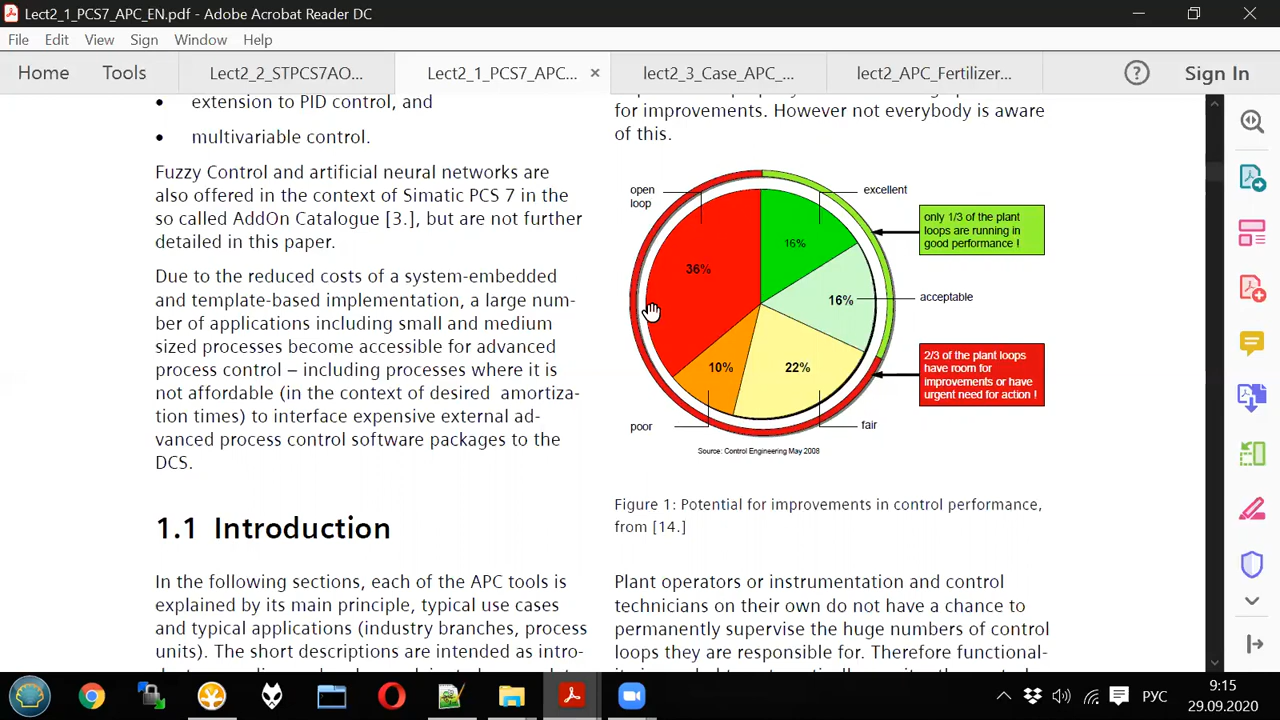 Lect2_1_PCS7_APC_EN.pdf - Adobe Acrobat Reader DC
File Edit View Sign Window Help
Home Tools Lect2_2_STPCS7AO... Lect2_1_PCS7_APC... × lect2_3_Case_APC_... lect2_APC_Fertilizer... Sign In
• extension to PID control, and
• multivariable control.
Fuzzy Control and artificial neural networks are
also offered in the context of Simatic PCS 7 in the
so called AddOn Catalogue [3.], but are not further
detailed in this paper.
Due to the reduced costs of a system-embedded
and template-based implementation, a large num-
ber of applications including small and medium
sized processes become accessible for advanced
process control – including processes where it is
not affordable (in the context of desired amortiza-
tion times) to interface expensive external ad-
vanced process control software packages to the
DCS.
1.1 Introduction
In the following sections, each of the APC tools is
explained by its main principle, typical use cases
and typical applications (industry branches, process
units). The short descriptions are intended as intro-
for improvements. However not everybody is aware
of this.
open
loop
excellent
only 1/3 of the plant
loops are running in
good performance !
16%
36%
16%
acceptable
2/3 of the plant loops
have room for
improvements or have
urgent need for action !
10%
22%
poor
fair
Source: Control Engineering May 2008
Figure 1: Potential for improvements in control performance,
from [14.]
Plant operators or instrumentation and control
technicians on their own do not have a chance to
permanently supervise the huge numbers of control
loops they are responsible for. Therefore functional-
РУС
9:15
29.09.2020